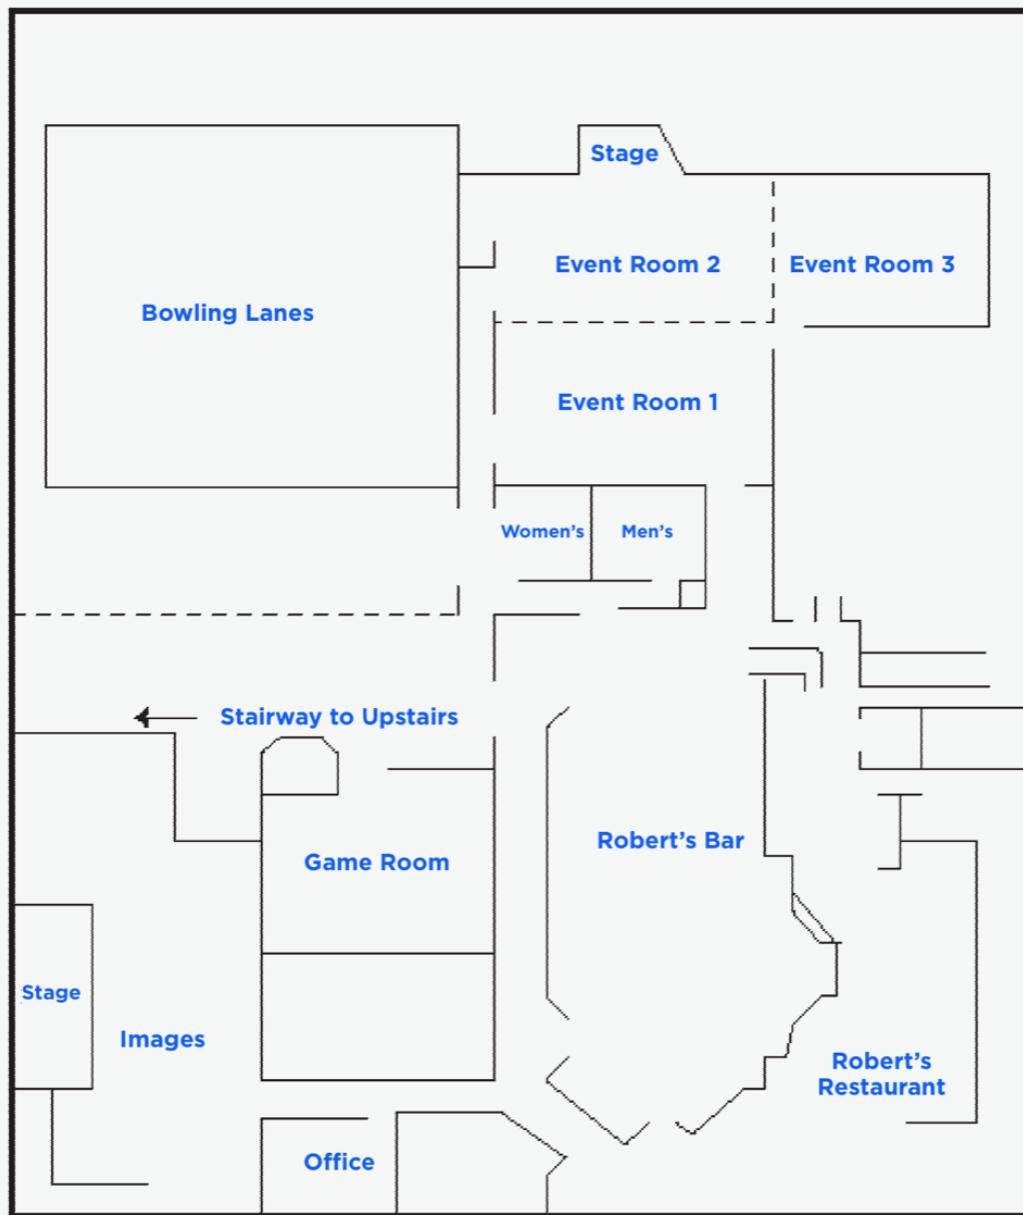 Stage
Event Room 2
Event Room 3
Bowling Lanes
Event Room 1
Women's
Men's
Stairway to Upstairs
Robert's Bar
Game Room
Stage
Images
Robert's
Restaurant
Office